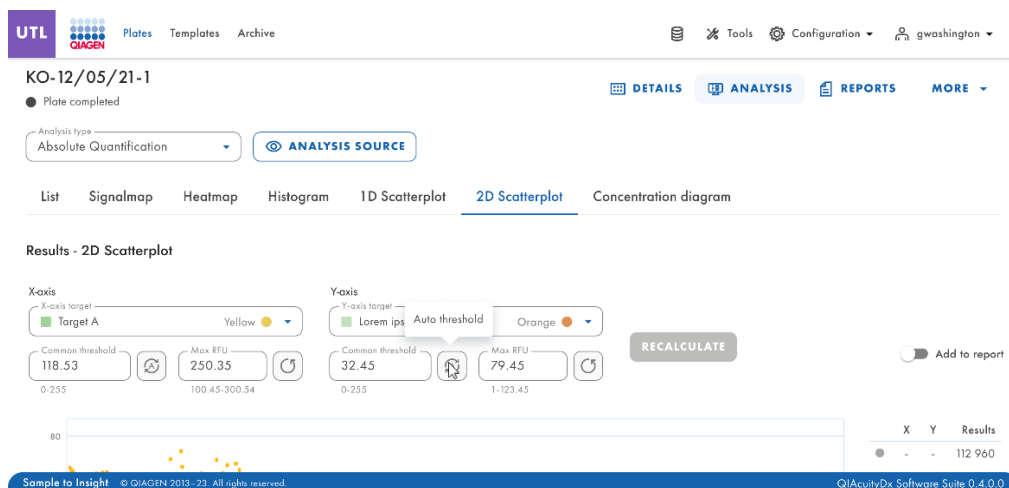 UTL
QIAGEN
Plates Templates Archive
Tools Configuration gwashington
KO-12/05/21-1
Plate completed
DETAILS ANALYSIS REPORTS MORE
Analysis type
Absolute Quantification
ANALYSIS SOURCE
List Signalmap Heatmap Histogram 1D Scatterplot 2D Scatterplot Concentration diagram
Results - 2D Scatterplot
X-axis Y-axis
X-axis target Y-axis target
Target A Yellow Lorem ips Auto threshold Orange
Common threshold Max RFU Common threshold Max RFU
118.53 A 250.35 32.45 79.45
RECALCULATE
Add to report
0-255 100.45-300.54 0-255 1-123.45
X Y Results
80
- - 112 960
Sample to Insight © QIAGEN 2013–23. All rights reserved. QIAcuityDx Software Suite 0.4.0.0